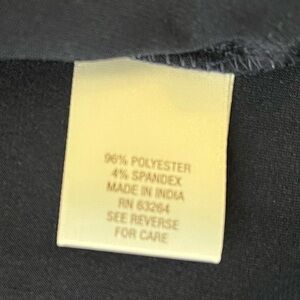 96% POLYESTER
4% SPANDEX
MADE IN INDIA
RN 63264
SEE REVERSE
FOR CARE